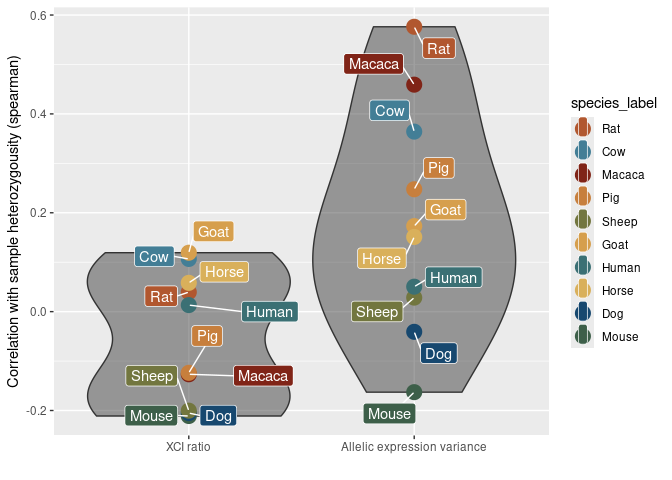 Correlation with sample heterozygousity (spearman)
0.6
0.4
0.2
0.0
-0.2
Rat
Macaca
Cow
Pig
Goat
Horse
Human
Sheep
Dog
Mouse
Goat
Cow
Horse
Rat
Human
Pig
Sheep
Macaca
Mouse
Dog
XCI ratio
Allelic expression variance
species_label
Rat
Cow
Macaca
Pig
Sheep
Goat
Human
Horse
Dog
Mouse